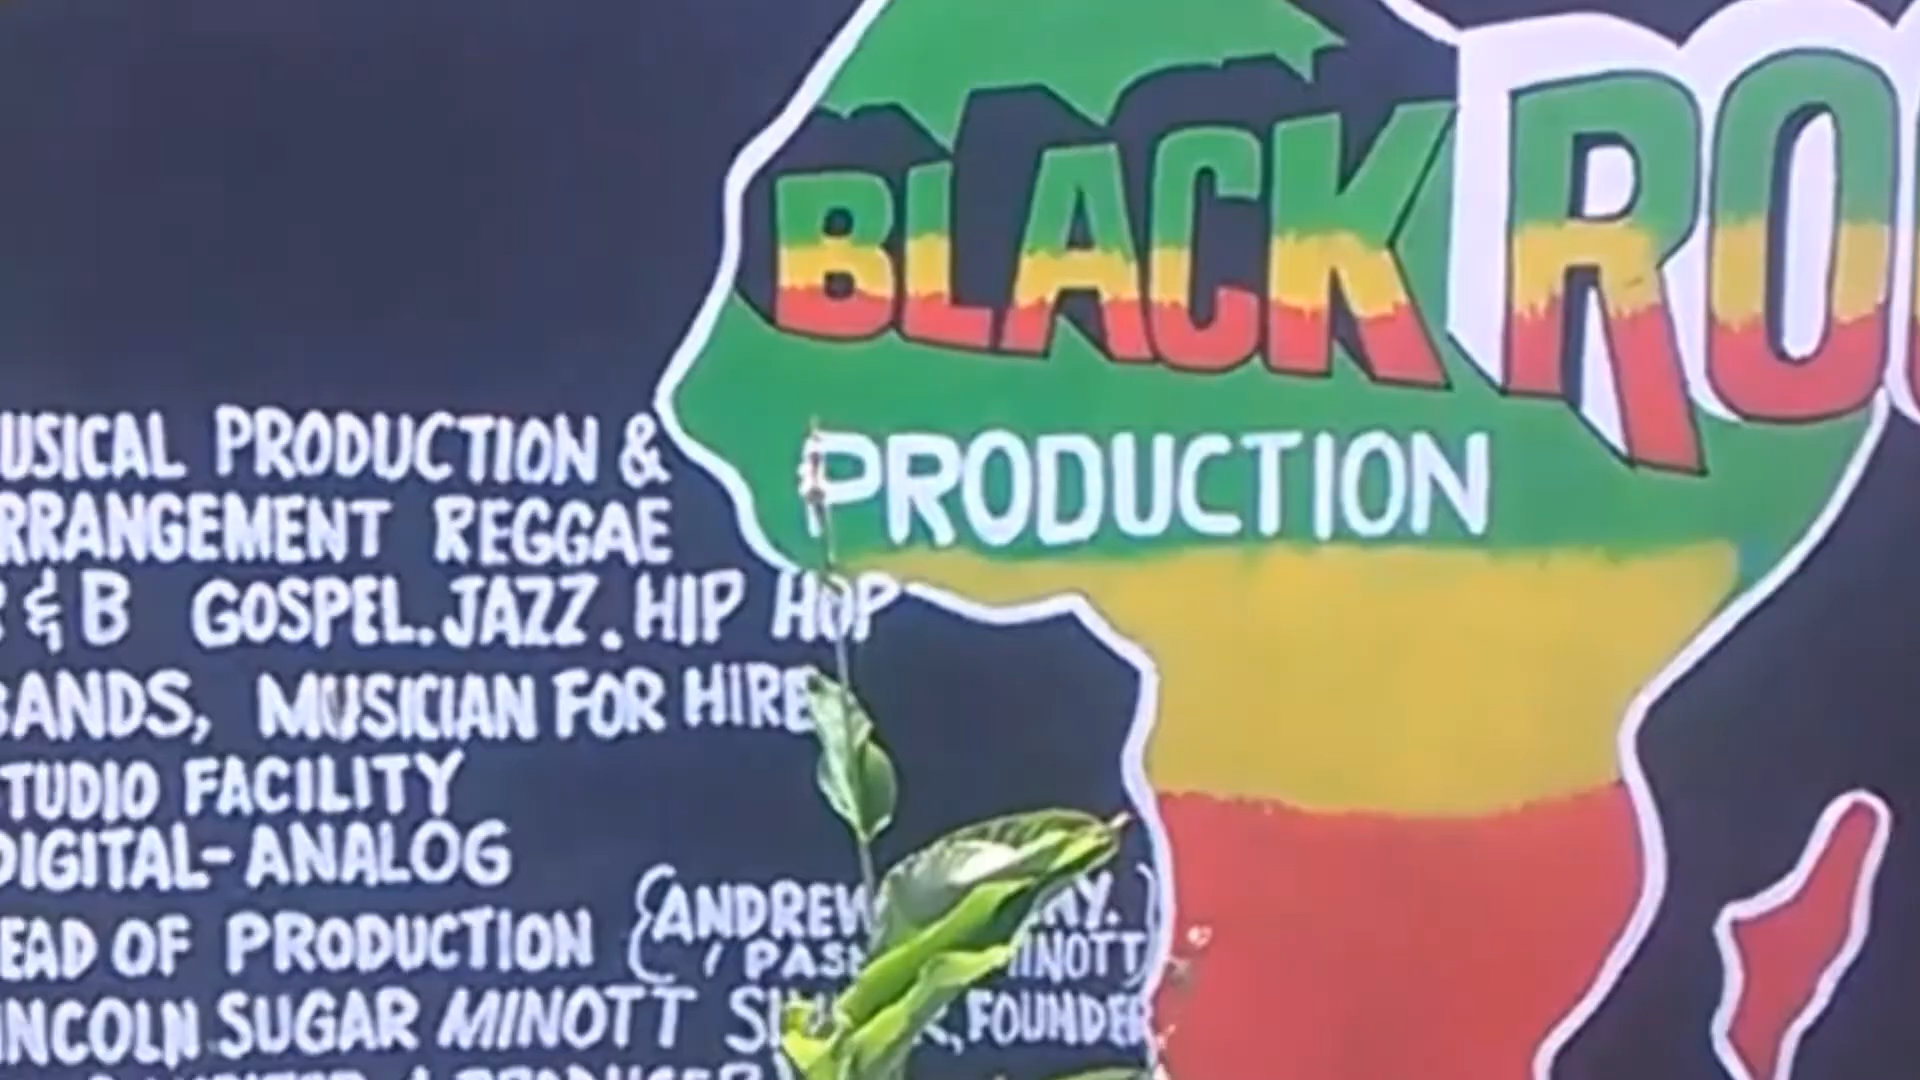 BLACK RO
PRODUCTION
USICAL PRODUCTION &
RRANGEMENT REGGAE
& B GOSPEL. JAZZ. HIP HOP
BANDS, MUSICIAN FOR HIRE
TUDIO FACILITY
DIGITAL-ANALOG
EAD OF PRODUCTION (ANDREW
INOTT)
INCOLN SUGAR MINOTT
FOUNDER